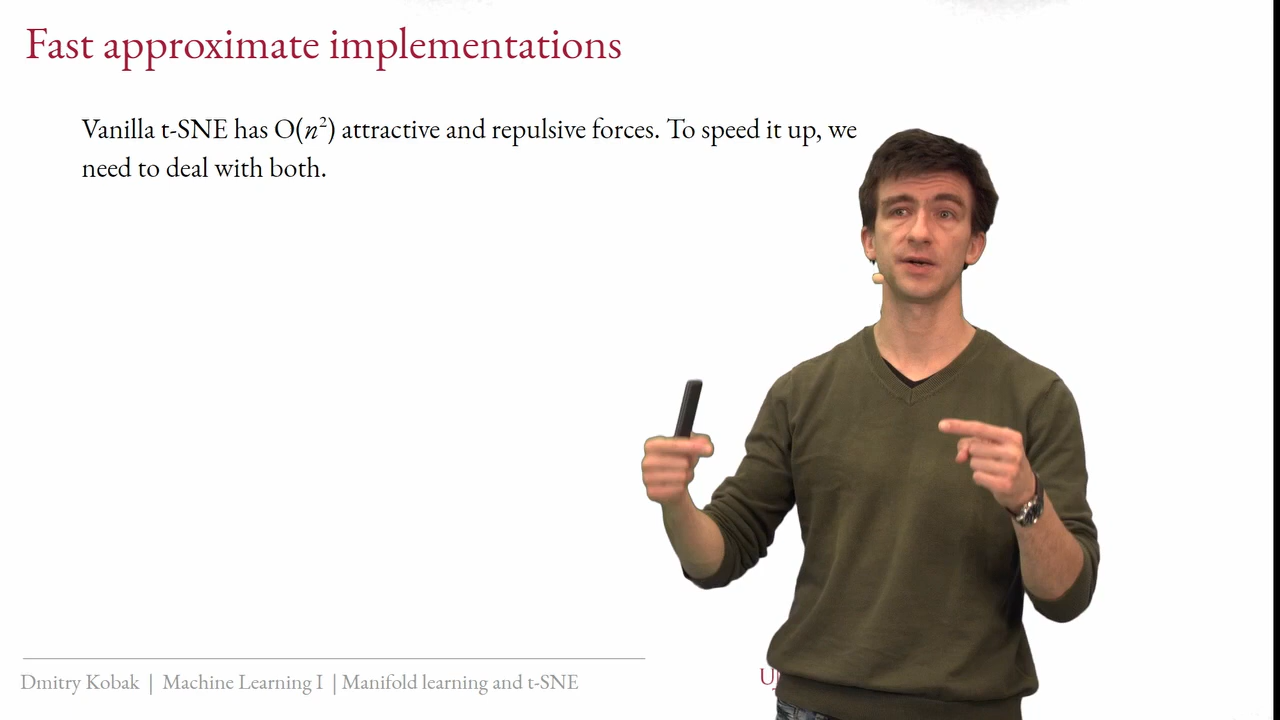 Fast approximate implementations
Vanilla t-SNE has O(n²) attractive and repulsive forces. To speed it up, we
need to deal with both.
Dmitry Kobak | Machine Learning I | Manifold learning and t-SNE